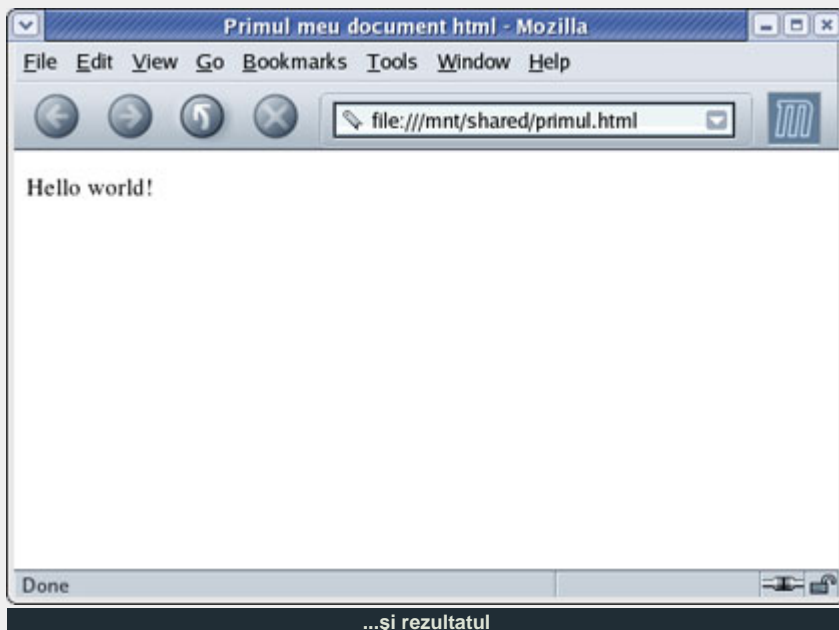 Primul meu document html - Mozilla
File Edit View Go Bookmarks Tools Window Help
file:///mnt/shared/primul.html
Hello world!
Done
...și rezultatul